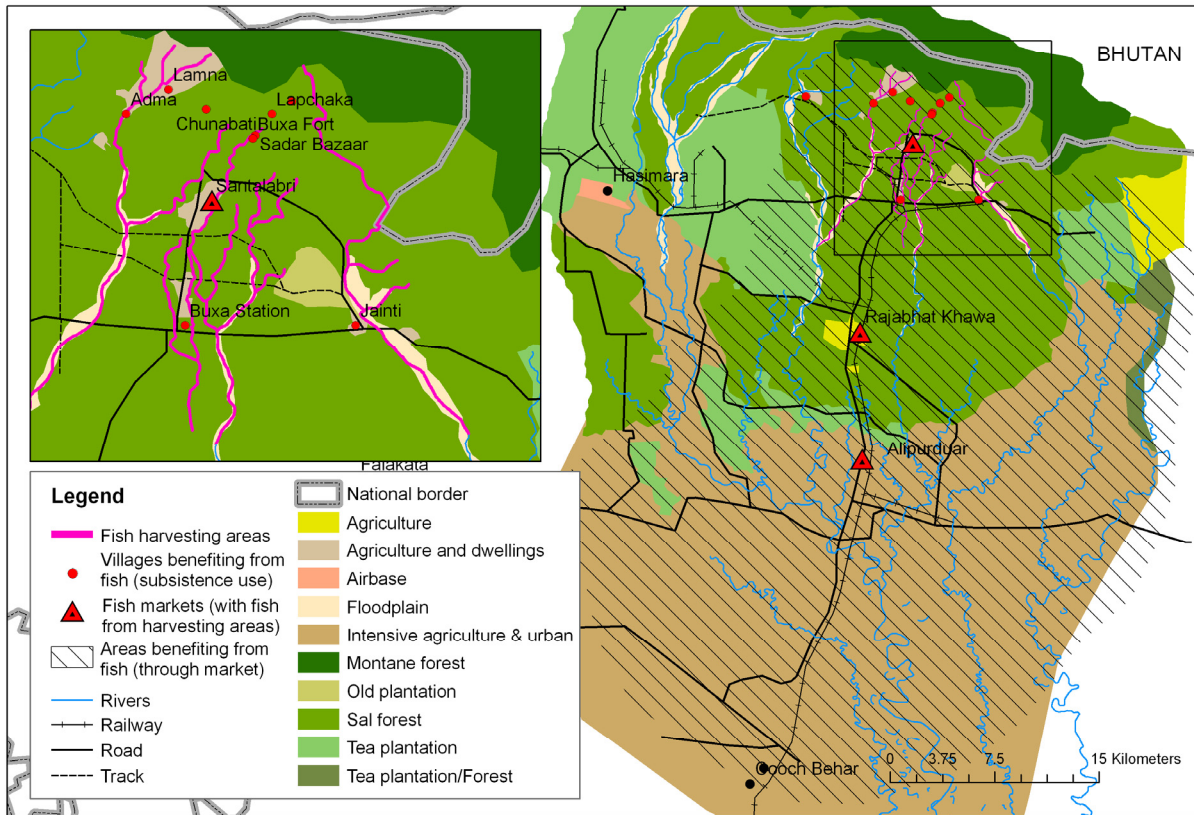 BHUTAN
Lamna
Adma
Lapchaka
Chunabati
Buxa Fort
Sadar Bazaar
Santalabri
Buxa Station
Jainti
Hasimara
Rajabhat Khawa
Alipurduar
Falakata
Cooch Behar
0 3.75 7.5 15 Kilometers
Legend
Fish harvesting areas
Villages benefiting from
fish (subsistence use)
Fish markets (with fish
from harvesting areas)
Areas benefiting from
fish (through market)
Rivers
Railway
Road
Track
National border
Agriculture
Agriculture and dwellings
Airbase
Floodplain
Intensive agriculture & urban
Montane forest
Old plantation
Sal forest
Tea plantation
Tea plantation/Forest